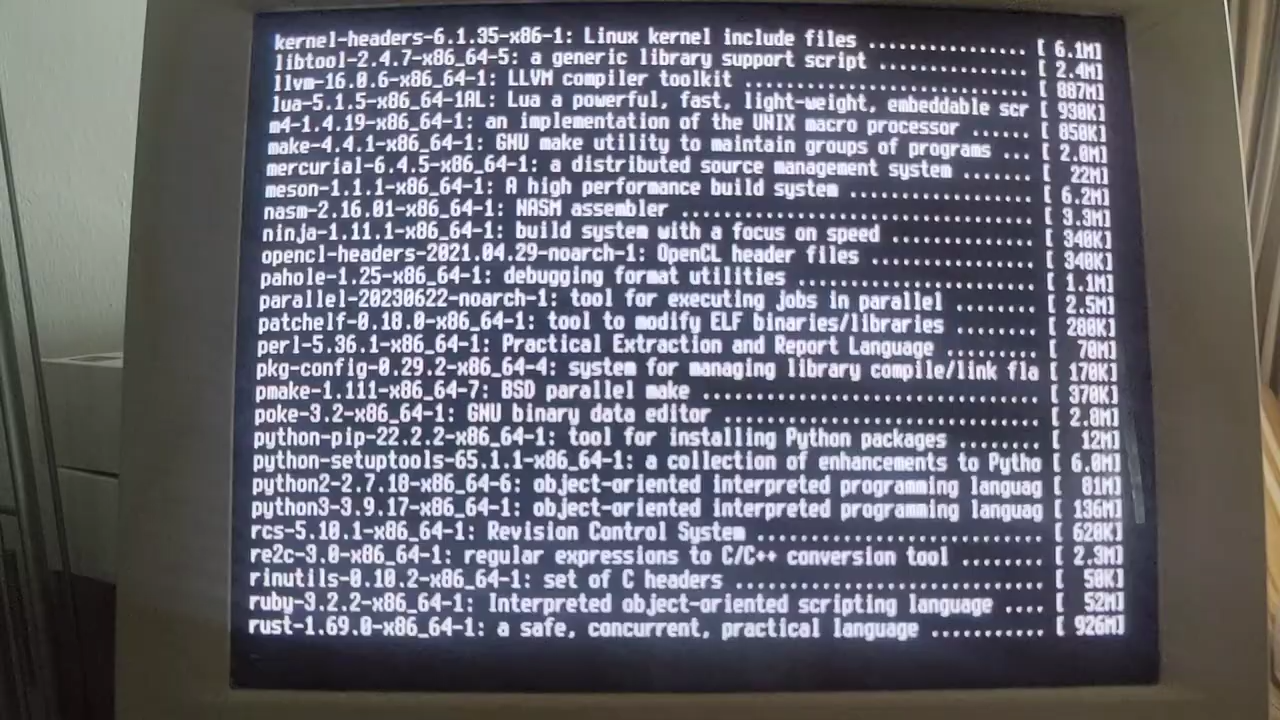 kernel-headers-6.1.35-x86-1: Linux kernel include files ................ [ 6.1M]
libtool-2.4.7-x86_64-5: a generic library support script ............... [ 2.4M]
llvm-16.0.6-x86_64-1: LLVM compiler toolkit ............................ [ 887M]
lua-5.1.5-x86_64-1AL: Lua a powerful, fast, light-weight, embeddable scr [ 930K]
m4-1.4.19-x86_64-1: an implementation of the UNIX macro processor ...... [ 850K]
make-4.4.1-x86_64-1: GNU make utility to maintain groups of programs ... [ 2.8M]
mercurial-6.4.5-x86_64-1: a distributed source management system ....... [  22M]
meson-1.1.1-x86_64-1: A high performance build system .................. [ 6.2M]
nasm-2.16.01-x86_64-1: NASM assembler .................................. [ 3.3M]
ninja-1.11.1-x86_64-1: build system with a focus on speed .............. [ 340K]
opencl-headers-2021.04.29-noarch-1: OpenCL header files ................ [ 340K]
pahole-1.25-x86_64-1: debugging format utilities ....................... [ 1.1M]
parallel-20230622-noarch-1: tool for executing jobs in parallel ........ [ 2.5M]
patchelf-0.18.0-x86_64-1: tool to modify ELF binaries/libraries ........ [ 280K]
perl-5.36.1-x86_64-1: Practical Extraction and Report Language ......... [  70M]
pkg-config-0.29.2-x86_64-4: system for managing library compile/link fla [ 170K]
pmake-1.111-x86_64-7: BSD parallel make ................................ [ 370K]
poke-3.2-x86_64-1: GNU binary data editor .............................. [ 2.8M]
python-pip-22.2.2-x86_64-1: tool for installing Python packages ........ [  12M]
python-setuptools-65.1.1-x86_64-1: a collection of enhancements to Pytho [ 6.0M]
python2-2.7.18-x86_64-6: object-oriented interpreted programming languag [  81M]
python3-3.9.17-x86_64-1: object-oriented interpreted programming languag [ 136M]
rcs-5.10.1-x86_64-1: Revision Control System ........................... [ 620K]
re2c-3.0-x86_64-1: regular expressions to C/C++ conversion tool ........ [ 2.3M]
rinutils-0.10.2-x86_64-1: set of C headers ............................. [  50K]
ruby-3.2.2-x86_64-1: Interpreted object-oriented scripting language .... [  52M]
rust-1.69.0-x86_64-1: a safe, concurrent, practical language ........... [ 926M]